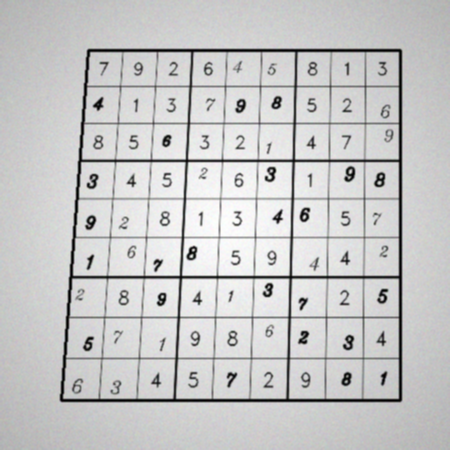 7 9 2 6 4 5 8 1 3
4 1 3 7 9 8 5 2 6
8 5 6 3 2 1 4 7 9
3 4 5 2 6 3 1 9 8
9 2 8 1 3 4 6 5 7
1 6 7 8 5 9 4 4 2
2 8 9 4 1 3 7 2 5
5 7 1 9 8 6 2 3 4
6 3 4 5 7 2 9 8 1